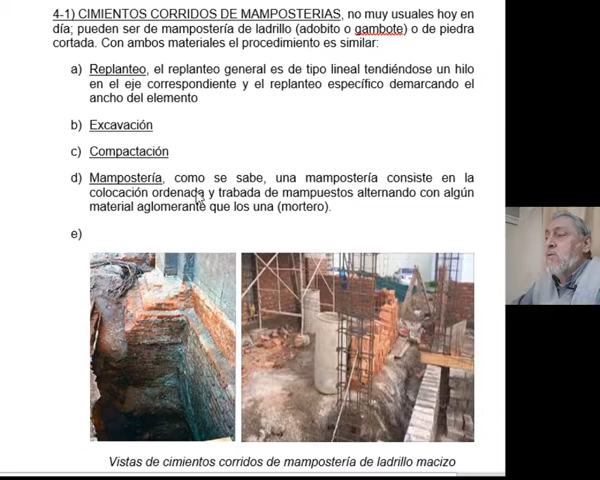 4-1) CIMIENTOS CORRIDOS DE MAMPOSTERIAS, no muy usuales hoy en
día; pueden ser de mampostería de ladrillo (adobito o gambote) o de piedra
cortada. Con ambos materiales el procedimiento es similar:
a) Replanteo, el replanteo general es de tipo lineal tendiéndose un hilo
en el eje correspondiente y el replanteo específico demarcando el
ancho del elemento
b) Excavación
c) Compactación
d) Mampostería, como se sabe, una mampostería consiste en la
colocación ordenada y trabada de mampuestos alternando con algún
material aglomerante que los una (mortero).
e)
Vistas de cimientos corridos de mampostería de ladrillo macizo